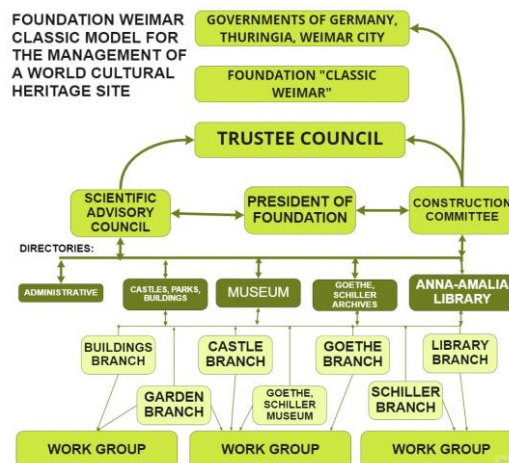 FOUNDATION WEIMAR
CLASSIC MODEL FOR
THE MANAGEMENT OF
A WORLD CULTURAL
HERITAGE SITE
GOVERNMENTS OF GERMANY,
THURINGIA, WEIMAR CITY
FOUNDATION "CLASSIC
WEIMAR"
TRUSTEE COUNCIL
SCIENTIFIC
ADVISORY
COUNCIL
PRESIDENT OF
FOUNDATION
CONSTRUCTION
COMMITTEE
DIRECTORIES:
ADMINISTRATIVE
CASTLES, PARKS,
BUILDINGS
MUSEUM
GOETHE,
SCHILLER
ARCHIVES
ANNA-AMALIA
LIBRARY
BUILDINGS
BRANCH
CASTLE
BRANCH
GOETHE
BRANCH
LIBRARY
BRANCH
GARDEN
BRANCH
GOETHE,
SCHILLER
MUSEUM
SCHILLER
BRANCH
WORK GROUP
WORK GROUP
WORK GROUP